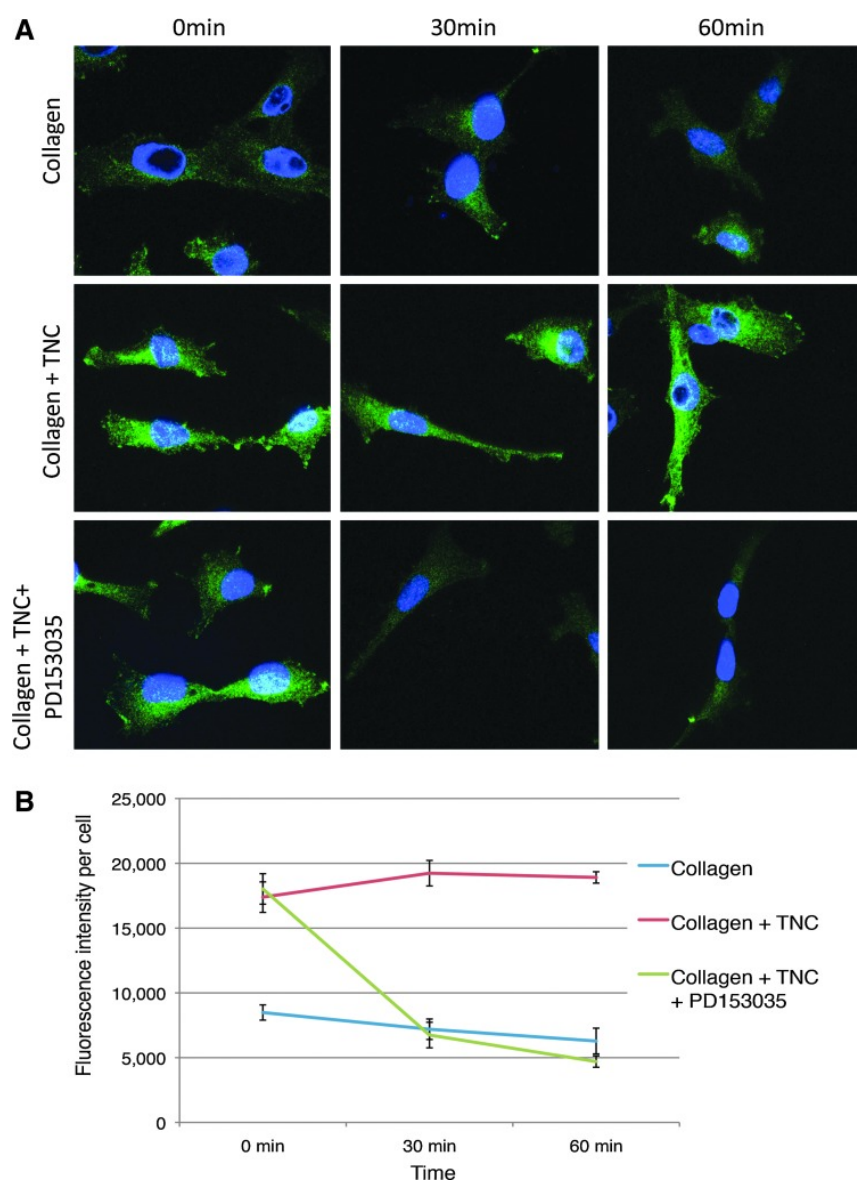 A
0min 30min 60min
Collagen
Collagen + TNC
Collagen + TNC+
PD153035
B
Fluorescence intensity per cell
25,000
20,000
15,000
10,000
5,000
0
0 min 30 min 60 min
Time
Collagen
Collagen + TNC
Collagen + TNC
+ PD153035